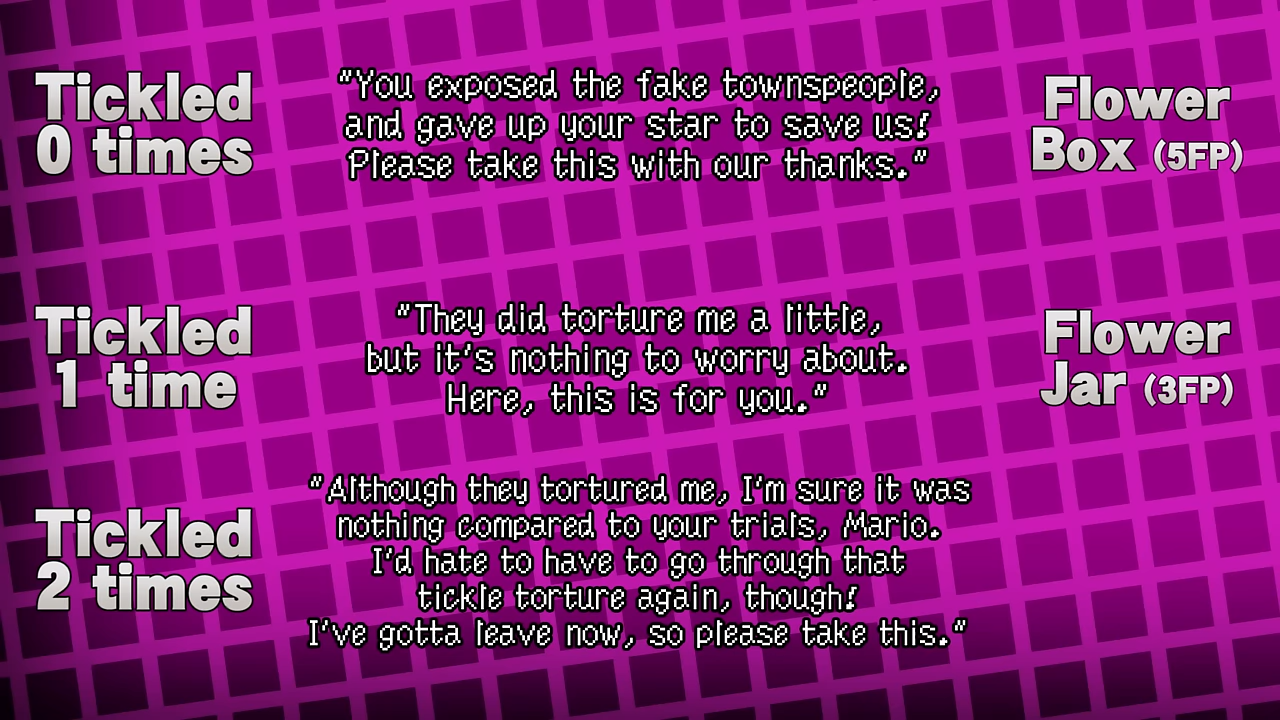 Tickled
0 times
"You exposed the fake townspeople,
and gave up your star to save us!
Please take this with our thanks."
Flower
Box (5FP)
Tickled
1 time
"They did torture me a little,
but it's nothing to worry about.
Here, this is for you."
Flower
Jar (3FP)
Tickled
2 times
"Although they tortured me, I'm sure it was
nothing compared to your trials, Mario.
I'd hate to have to go through that
tickle torture again, though!
I've gotta leave now, so please take this."